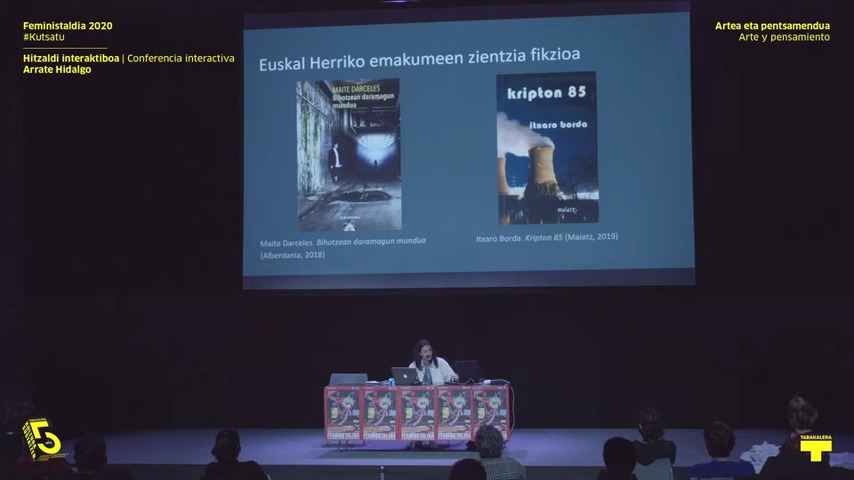 Feministaldia 2020
#Kutsatu
Hitzaldi interaktiboa | Conferencia interactiva
Arrate Hidalgo
Artea eta pentsamendua
Arte y pensamiento
Euskal Herriko emakumeen zientzia fikzioa
MAITE DARCELES
Bihotzean daramagun
mundua
kripton 85
itxaro borda
maiatz
Maite Darceles. Bihotzean daramagun mundua
(Alberdania, 2018)
Itxaro Borda. Kripton 85 (Maiatz, 2019)
FEMINISTALDIA
TABAKALERA